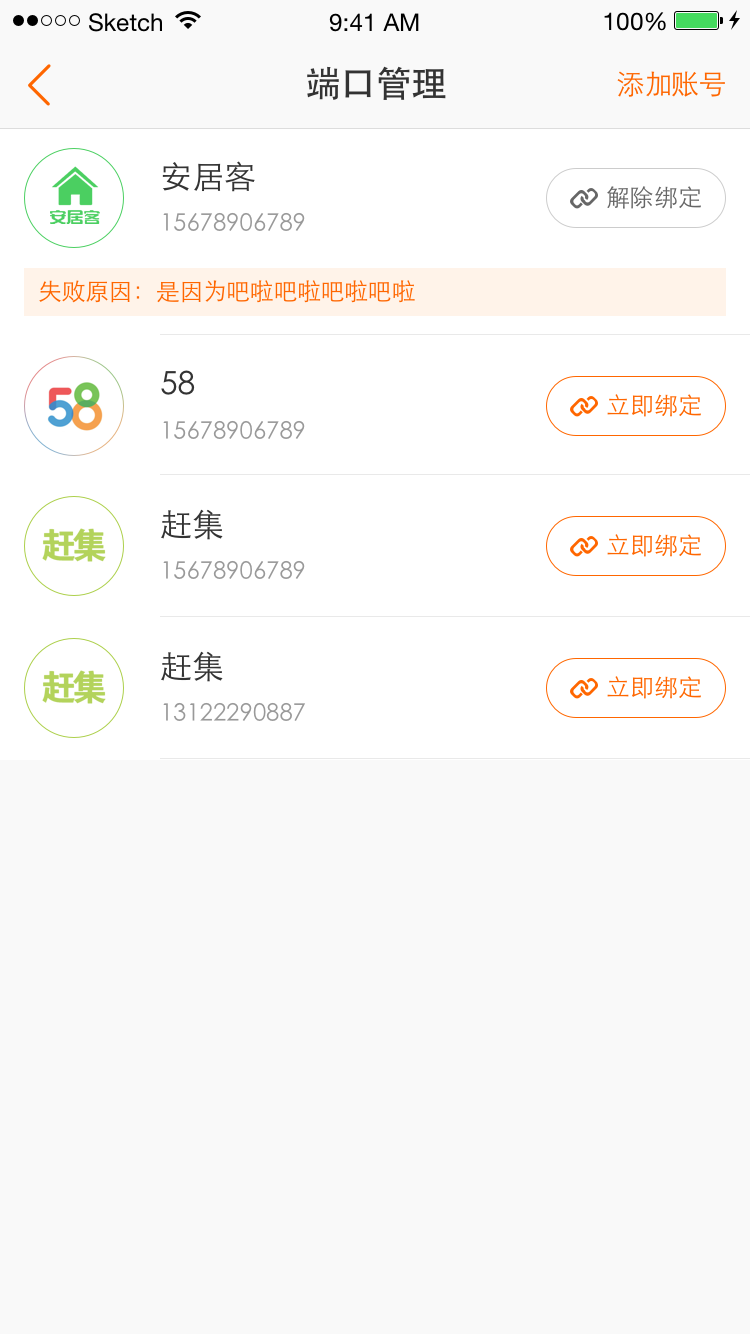 Sketch 9:41 AM 100%
端口管理 添加账号
安居客
安居客
15678906789
解除绑定
失败原因：是因为吧啦吧啦吧啦吧啦
58
58
15678906789
立即绑定
赶集
赶集
15678906789
立即绑定
赶集
赶集
13122290887
立即绑定